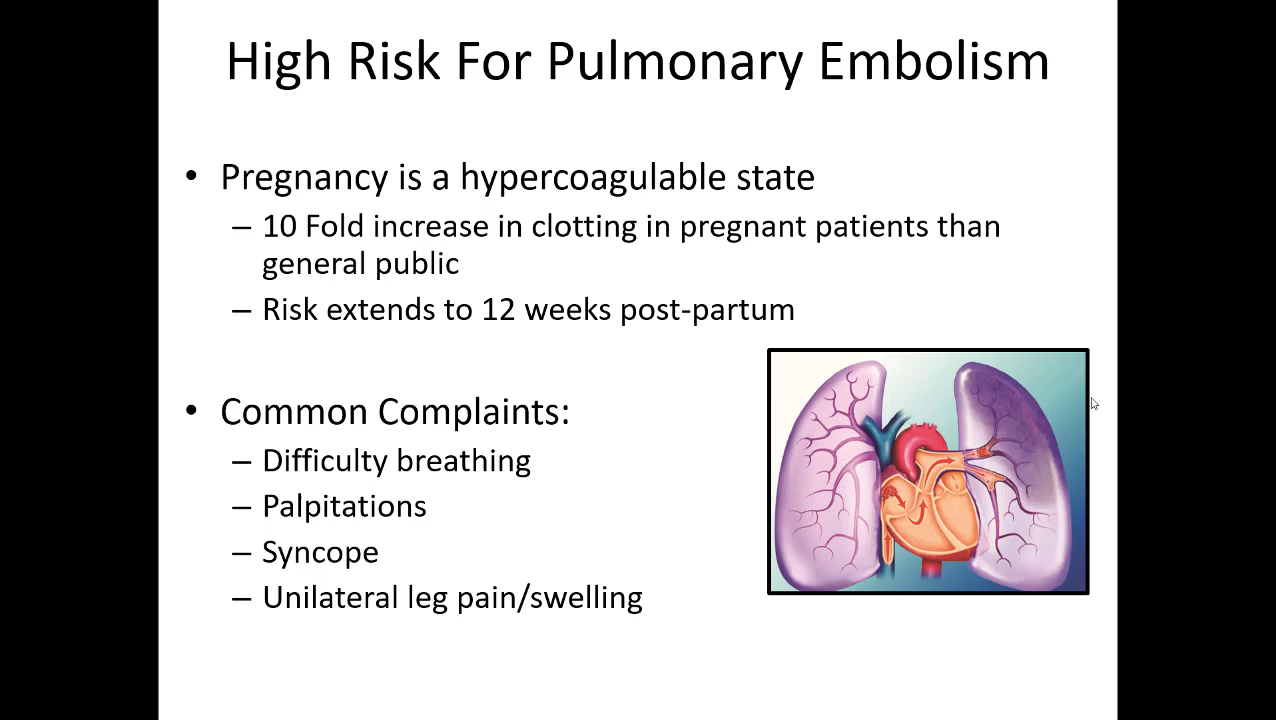 High Risk For Pulmonary Embolism
• Pregnancy is a hypercoagulable state
– 10 Fold increase in clotting in pregnant patients than
general public
– Risk extends to 12 weeks post-partum
• Common Complaints:
– Difficulty breathing
– Palpitations
– Syncope
– Unilateral leg pain/swelling